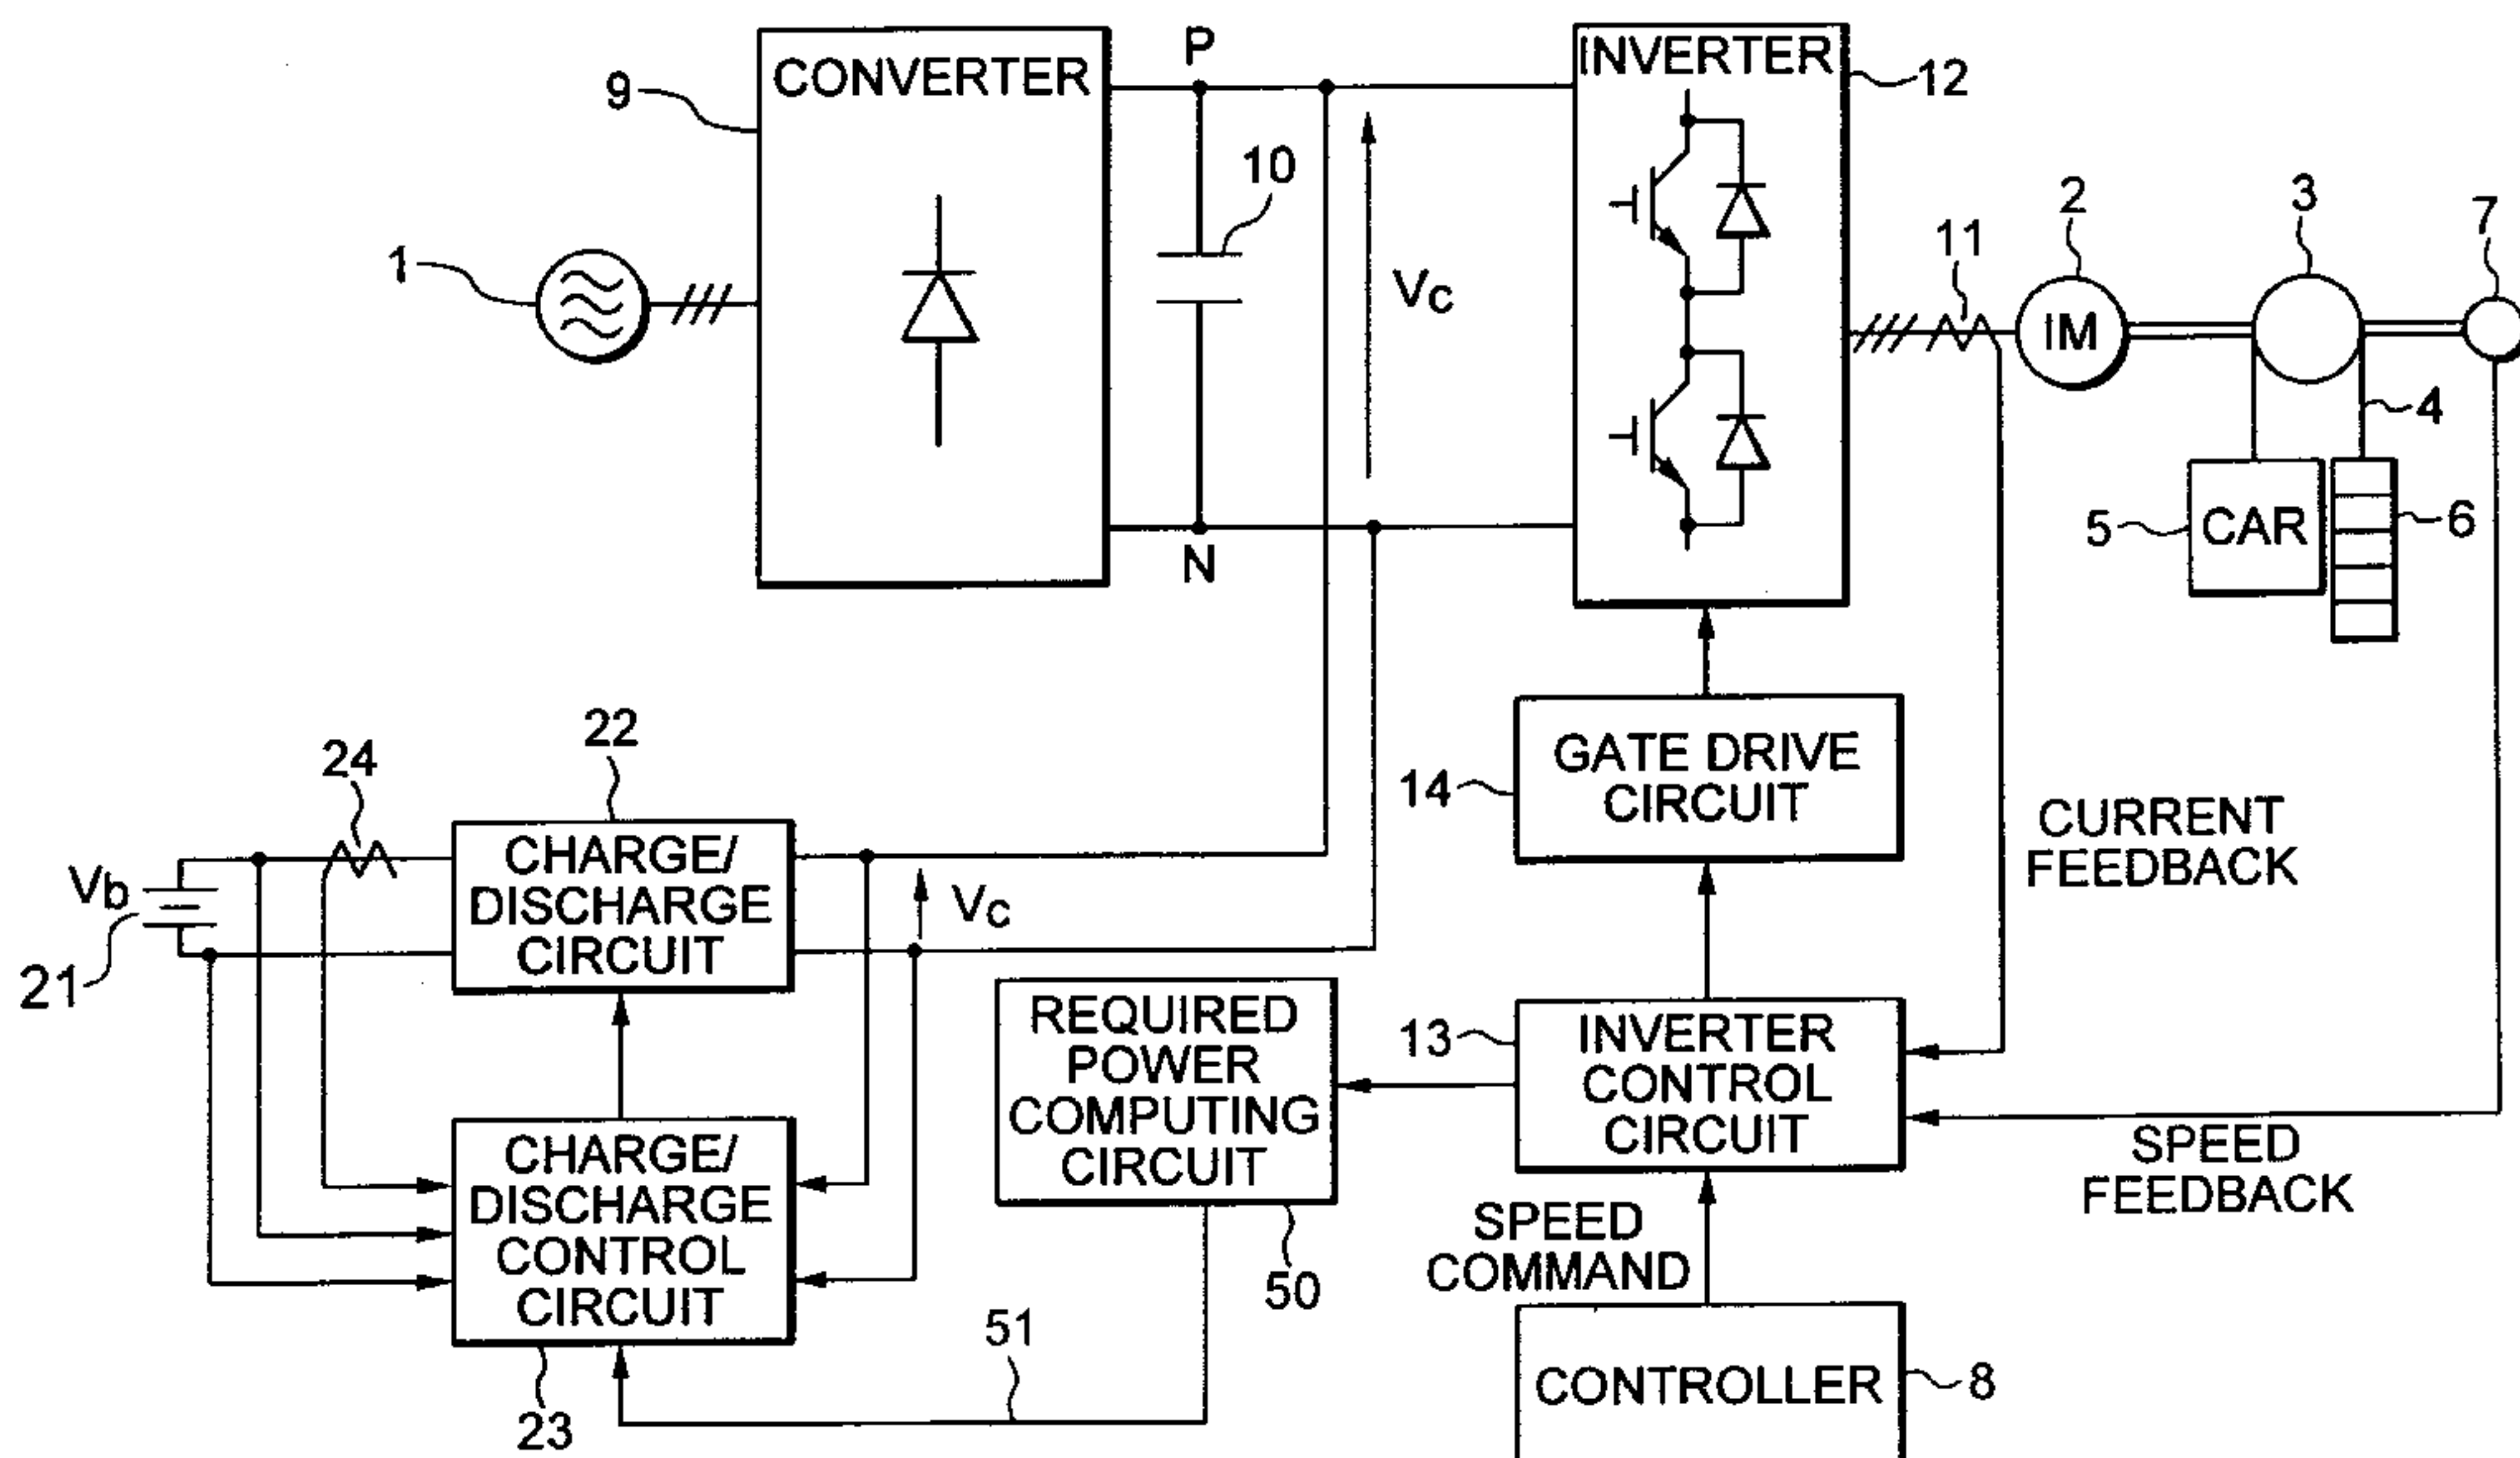 P
CONVERTER
INVERTER
9
12
10
1
Vc
11
2
3
7
IM
4
5
CAR
6
N
22
24
GATE DRIVE
CIRCUIT
14
CURRENT
FEEDBACK
Vb
CHARGE/
DISCHARGE
CIRCUIT
Vc
21
REQUIRED
POWER
COMPUTING
CIRCUIT
13
INVERTER
CONTROL
CIRCUIT
SPEED
FEEDBACK
CHARGE/
DISCHARGE
CONTROL
CIRCUIT
SPEED
COMMAND
50
51
23
CONTROLLER
8